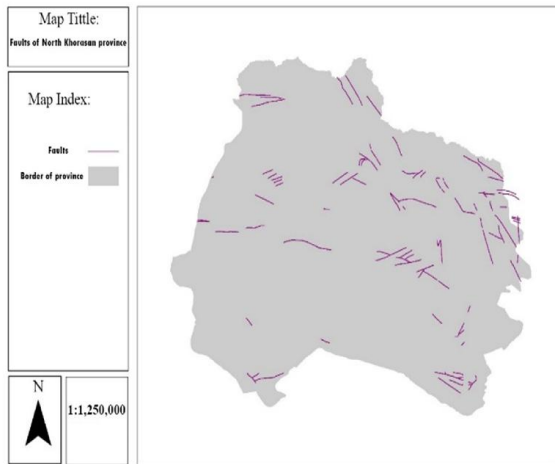 Map Tittle:
Faults of North Khorasan province
Map Index:
Faults
Border of province
N
1:1,250,000